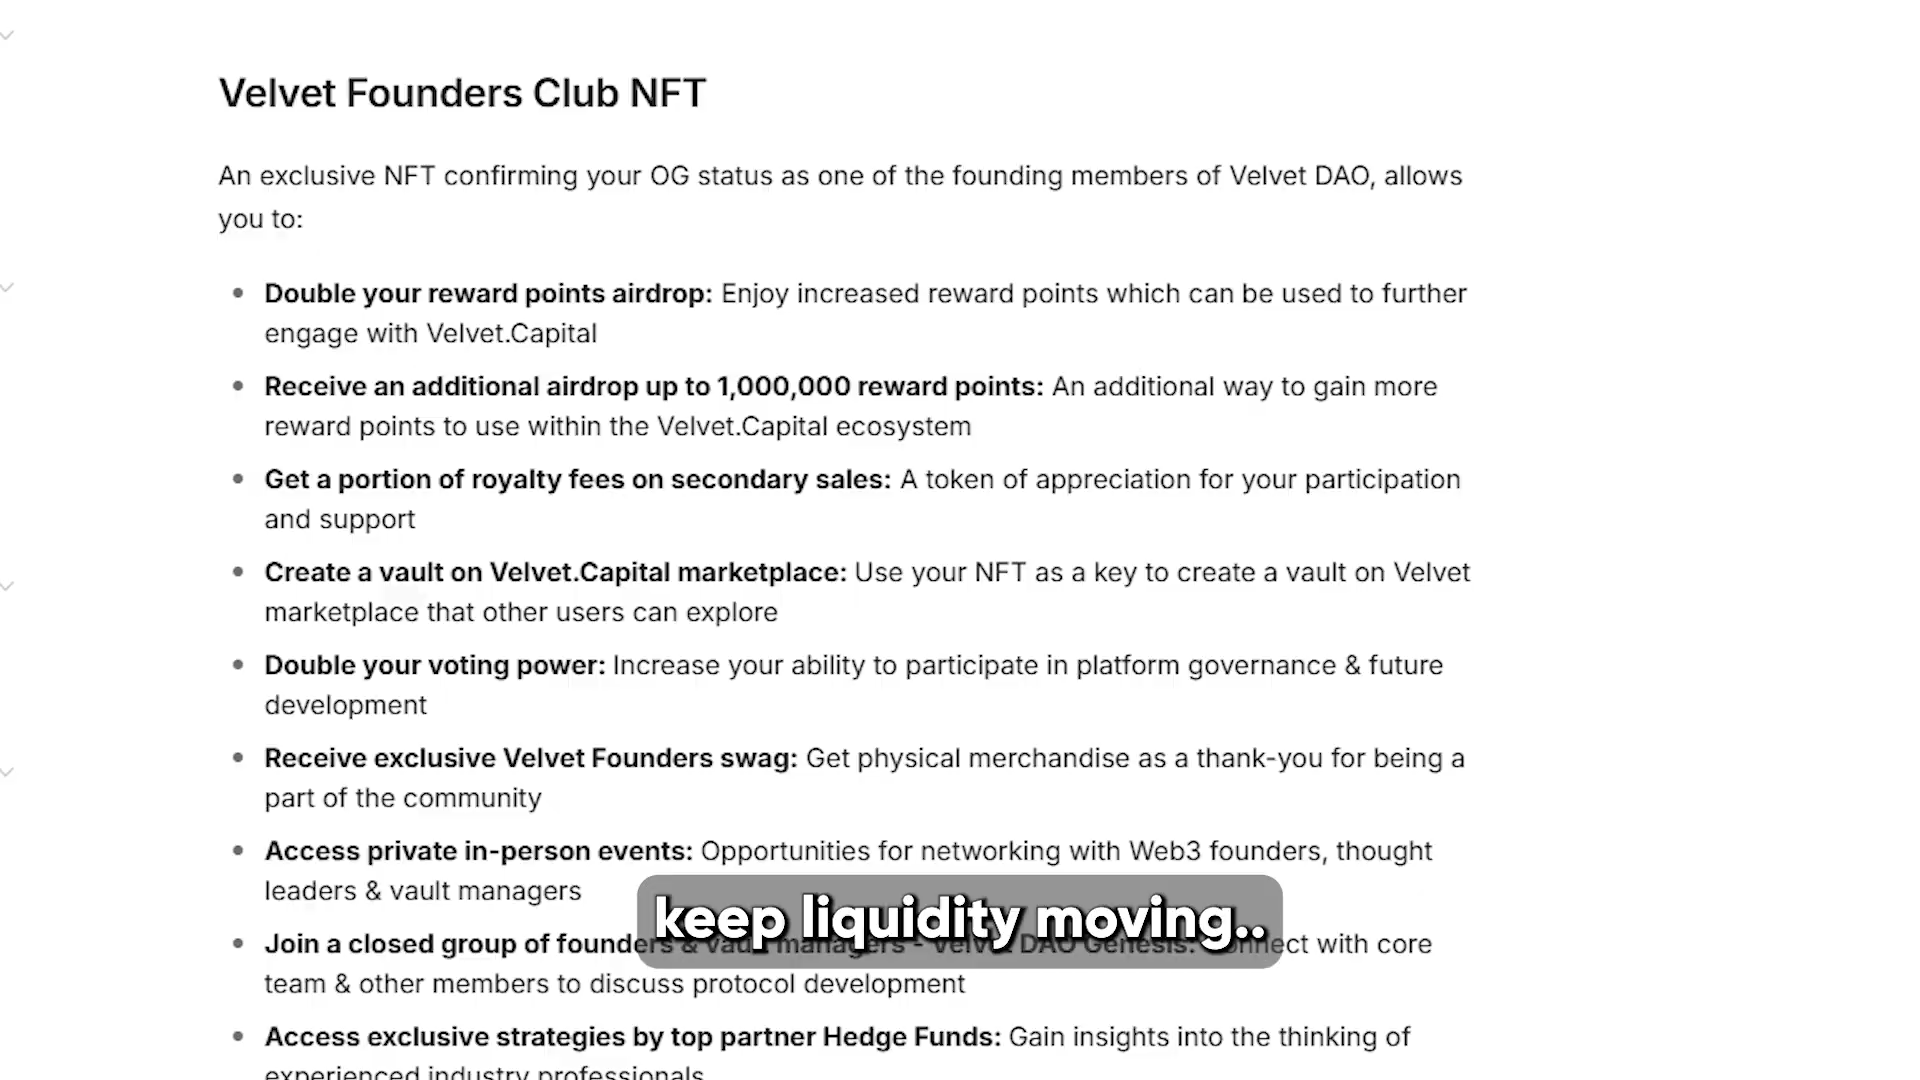 Velvet Founders Club NFT
An exclusive NFT confirming your OG status as one of the founding members of Velvet DAO, allows
you to:
• Double your reward points airdrop: Enjoy increased reward points which can be used to further
engage with Velvet.Capital
• Receive an additional airdrop up to 1,000,000 reward points: An additional way to gain more
reward points to use within the Velvet.Capital ecosystem
• Get a portion of royalty fees on secondary sales: A token of appreciation for your participation
and support
• Create a vault on Velvet.Capital marketplace: Use your NFT as a key to create a vault on Velvet
marketplace that other users can explore
• Double your voting power: Increase your ability to participate in platform governance & future
development
• Receive exclusive Velvet Founders swag: Get physical merchandise as a thank-you for being a
part of the community
• Access private in-person events: Opportunities for networking with Web3 founders, thought
leaders & vault managers
keep liquidity moving..
• Join a closed group of founders & vault managers - Velvet DAO Genesis: Connect with core
team & other members to discuss protocol development
• Access exclusive strategies by top partner Hedge Funds: Gain insights into the thinking of
experienced industry professionals